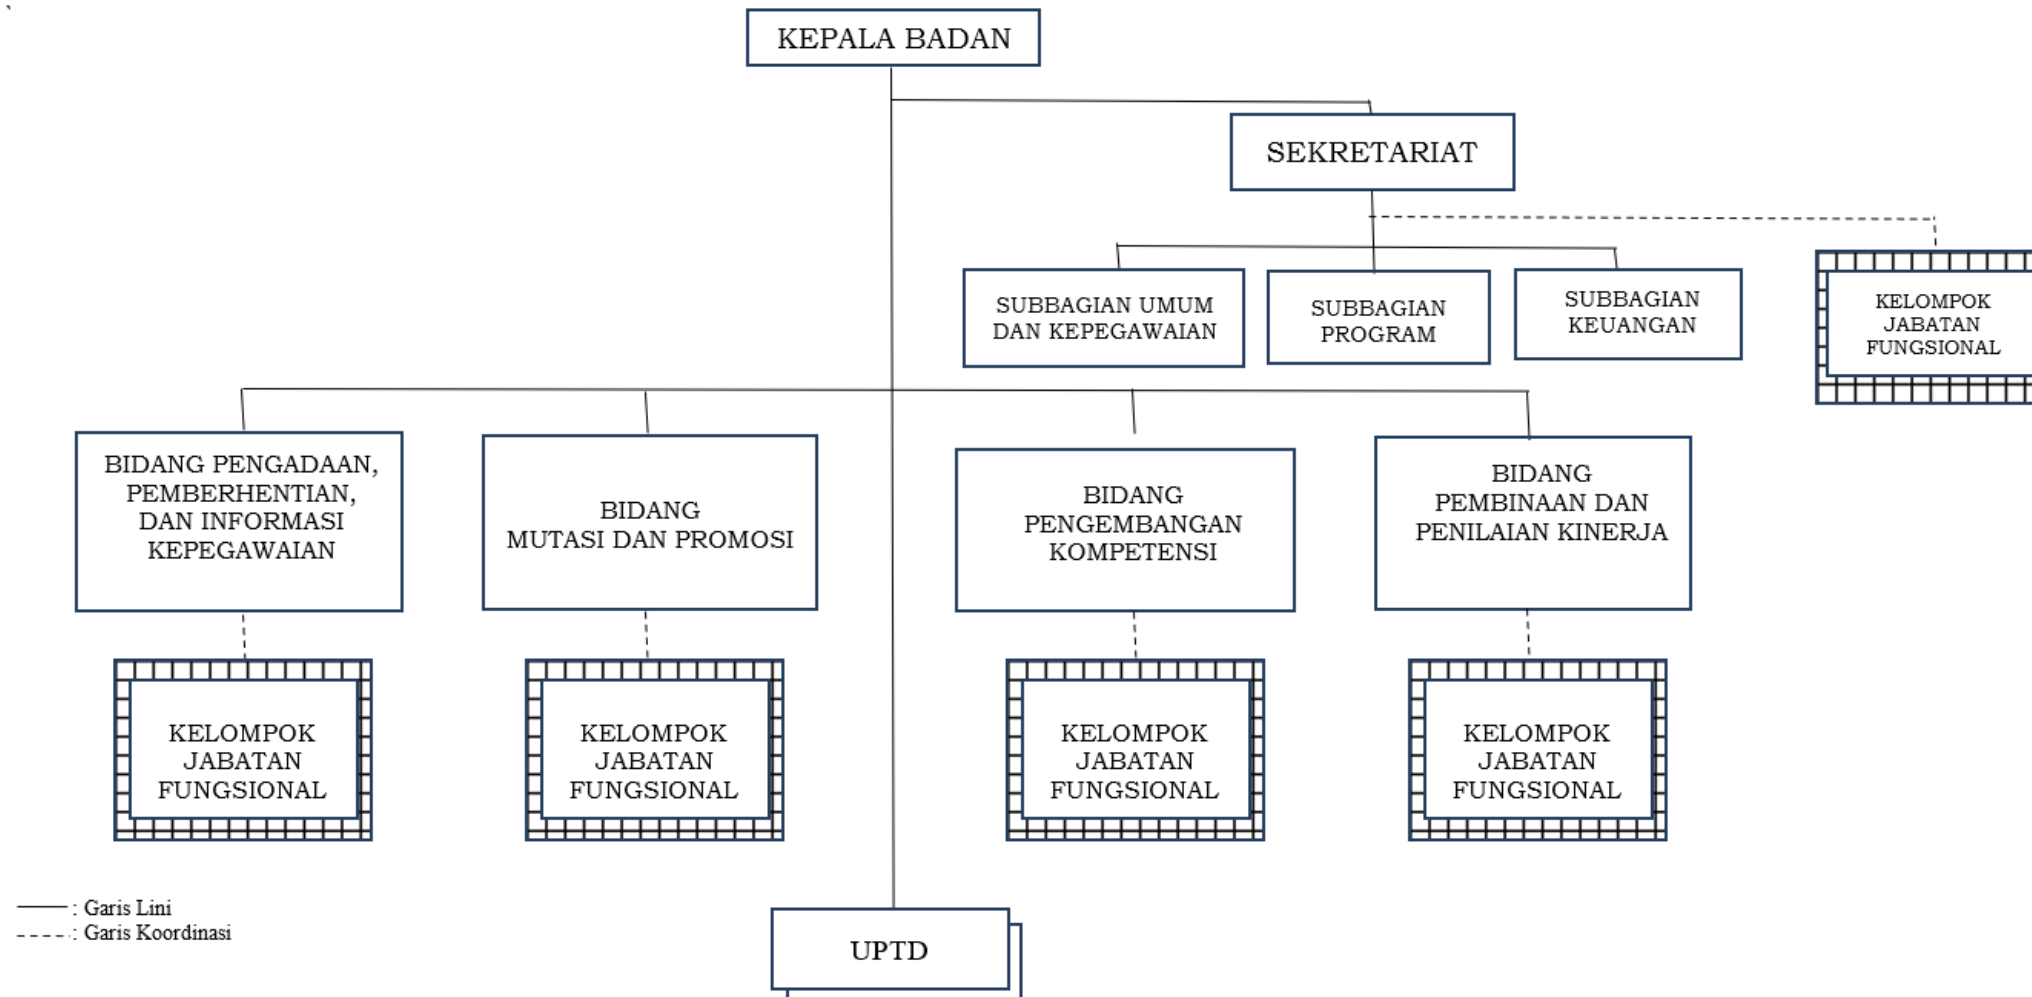 KEPALA BADAN
SEKRETARIAT
SUBBAGIAN UMUM
DAN KEPEGAWAIAN
SUBBAGIAN
PROGRAM
SUBBAGIAN
KEUANGAN
KELOMPOK
JABATAN
FUNGSIONAL
BIDANG PENGADAAN,
PEMBERHENTIAN,
DAN INFORMASI
KEPEGAWAIAN
BIDANG
MUTASI DAN PROMOSI
BIDANG
PENGEMBANGAN
KOMPETENSI
BIDANG
PEMBINAAN DAN
PENILAIAN KINERJA
KELOMPOK
JABATAN
FUNGSIONAL
KELOMPOK
JABATAN
FUNGSIONAL
KELOMPOK
JABATAN
FUNGSIONAL
KELOMPOK
JABATAN
FUNGSIONAL
: Garis Lini
: Garis Koordinasi
UPTD